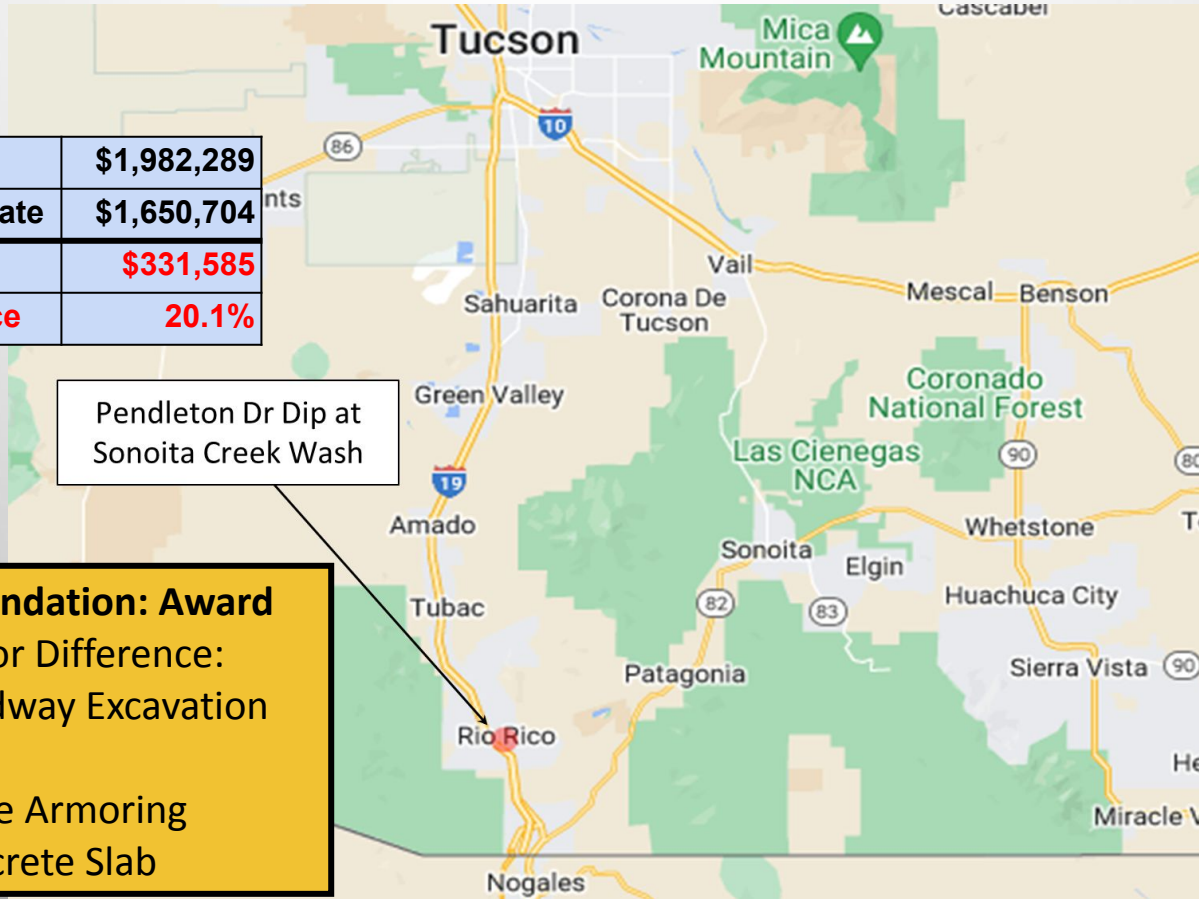 Cascabel
Tucson
Mica
Mountain
10
86
$1,982,289
nts
ate $1,650,704
$331,585
ce 20.1%
Vail
Mescal
Benson
Sahuarita
Corona De
Tucson
Pendleton Dr Dip at
Sonoita Creek Wash
Green Valley
Coronado
National Forest
Las Cienegas
NCA
90
80
19
Amado
Whetstone
T
Sonoita
Elgin
ndation: Award
or Difference:
dway Excavation
e Armoring
crete Slab
Tubac
82
83
Huachuca City
Patagonia
Sierra Vista
90
Rio Rico
He
Miracle V
Nogales